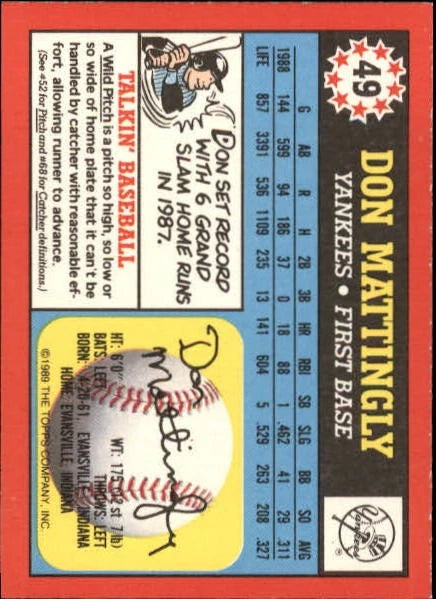 49
DON MATTINGLY
YANKEES • FIRST BASE
Yankees
G AB R H 2B 3B HR RBI SB SLG BB SO AVG
1988 144 599 94 186 37 0 18 88 1 .462 41 29 .311
LIFE 857 3391 536 1109 235 13 141 604 5 .529 263 208 .327
DON SET RECORD
WITH 6 GRAND
SLAM HOME RUNS
IN 1987.
TALKIN' BASEBALL
A Wild Pitch is a pitch so high, so low or
so wide of home plate that it can't be
handled by catcher with reasonable ef-
fort, allowing runner to advance.
(See #52 for Pitch and #68 for Catcher definitions.)
Don Mattingly
HT: 6'0" WT: 175
BATS: LEFT THROWS: LEFT
BORN: 4-20-61, EVANSVILLE, INDIANA
HOME: EVANSVILLE, INDIANA
©1989 THE TOPPS COMPANY, INC.